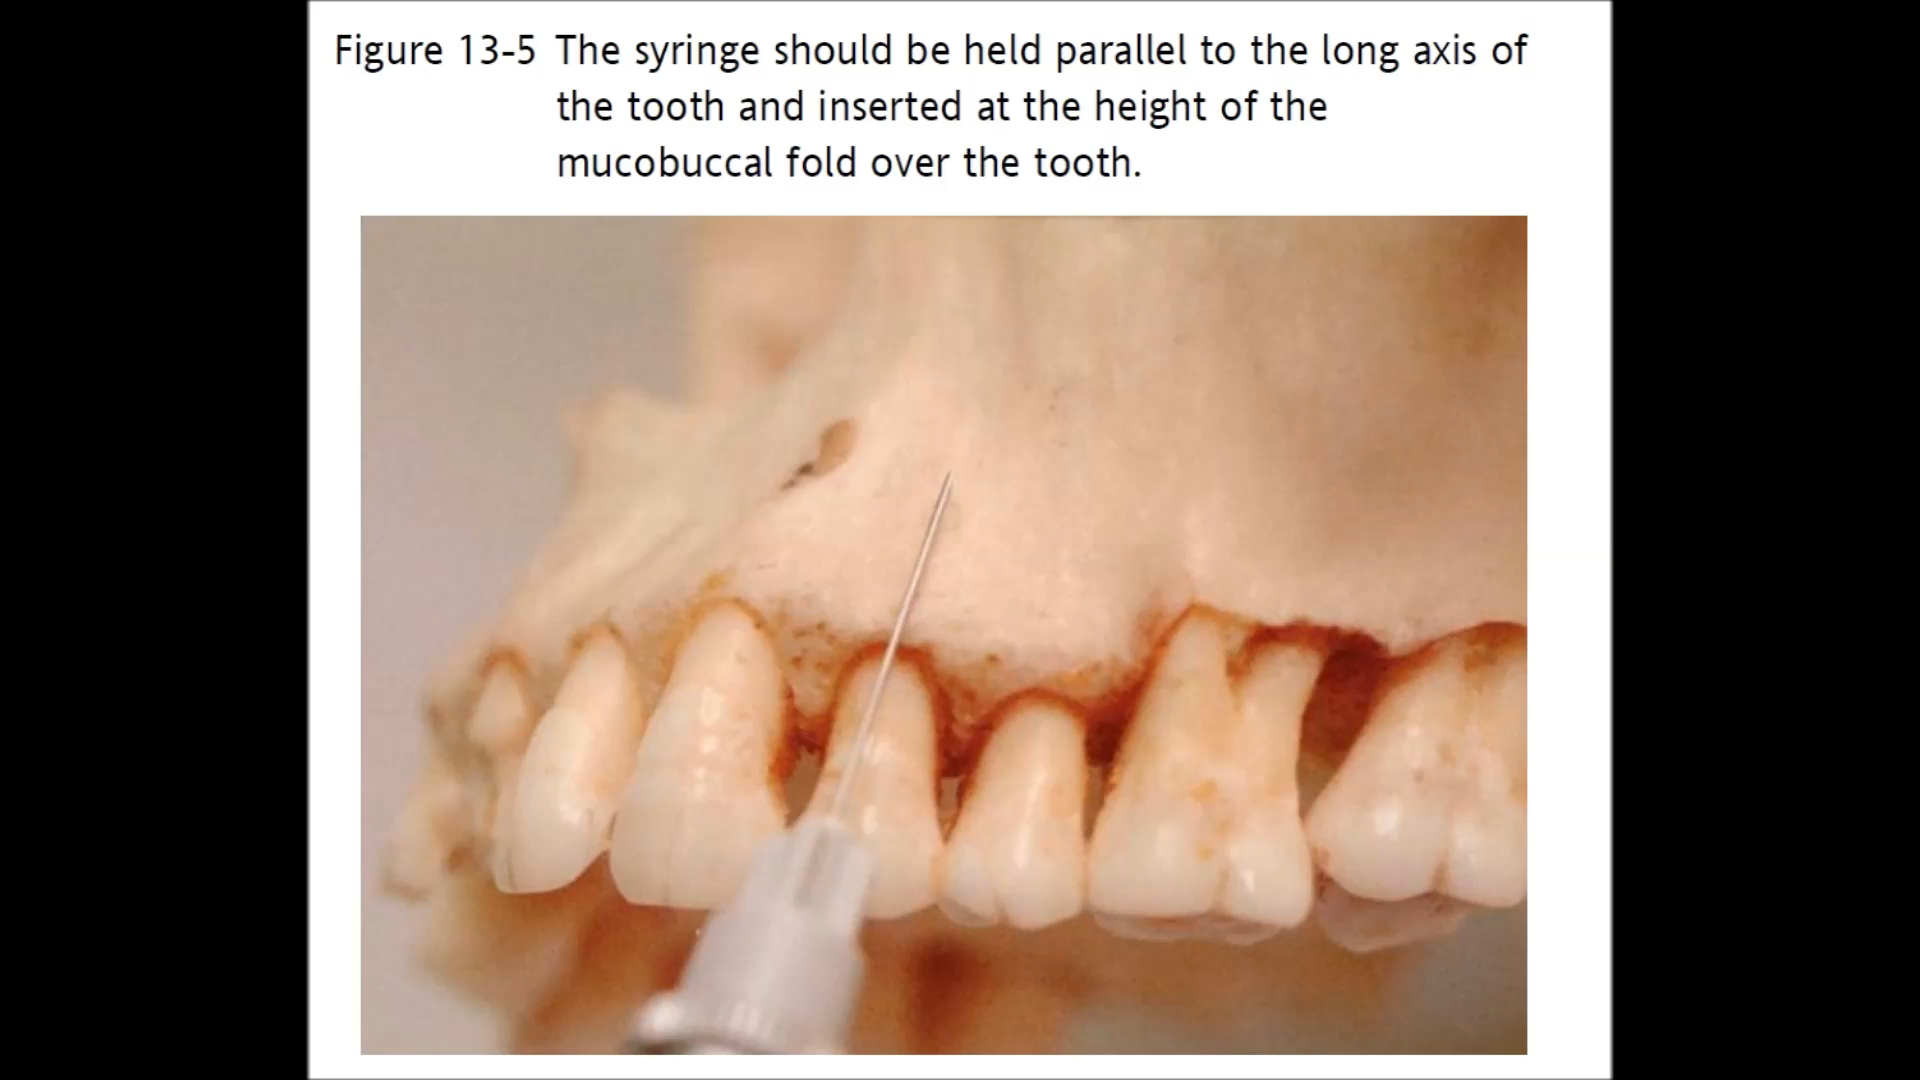 Figure 13-5 The syringe should be held parallel to the long axis of
the tooth and inserted at the height of the
mucobuccal fold over the tooth.